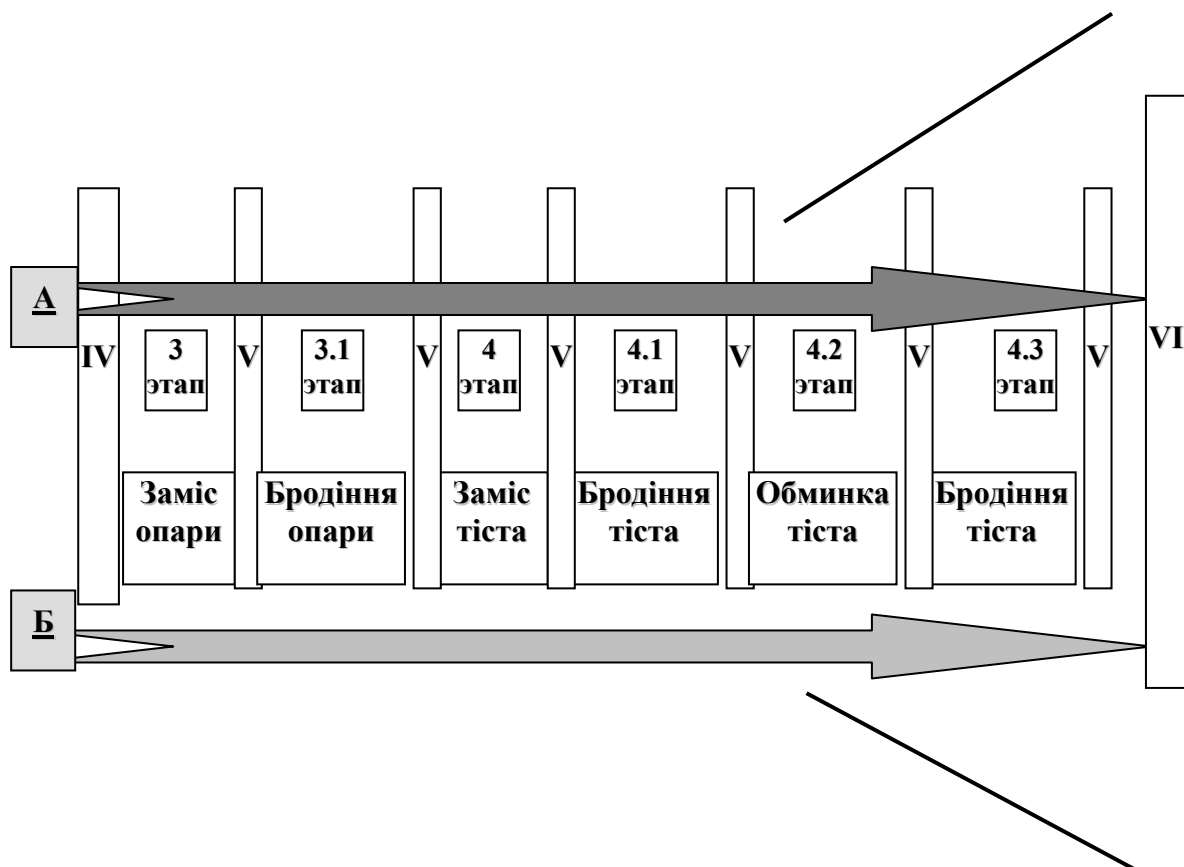 А
IV
3
этап
V
3.1
этап
V
4
этап
V
4.1
этап
V
4.2
этап
V
4.3
этап
V
VI
Заміс
опари
Бродіння
опари
Заміс
тіста
Бродіння
тіста
Обминка
тіста
Бродіння
тіста
Б